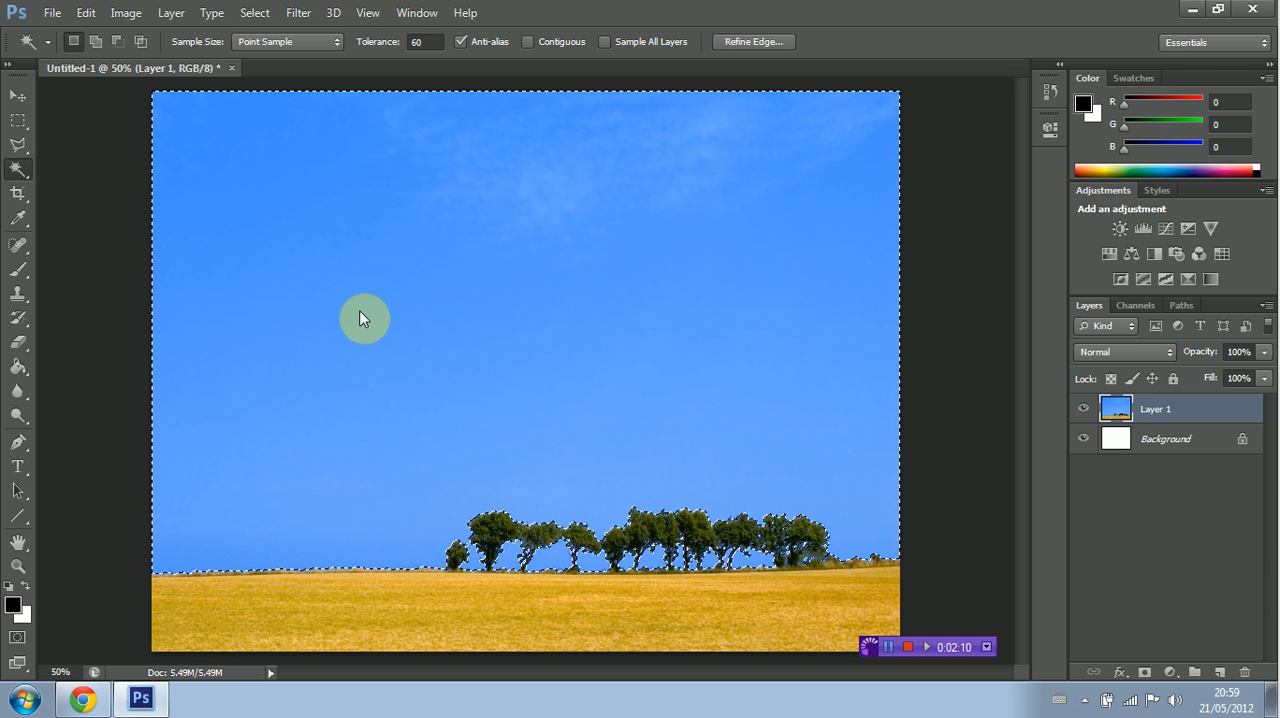 Ps File Edit Image Layer Type Select Filter 3D View Window Help
Sample Size: Point Sample Tolerance: 60 Anti-alias Contiguous Sample All Layers Refine Edge... Essentials
Untitled-1 @ 50% (Layer 1, RGB/8) * ×
Color Swatches
R 0
G 0
B 0
Adjustments Styles
Add an adjustment
Layers Channels Paths
Kind
Normal Opacity: 100%
Lock: Fill: 100%
Layer 1
Background
0:02:10
50% Doc: 5.49M/5.49M
Ps
20:59
21/05/2012